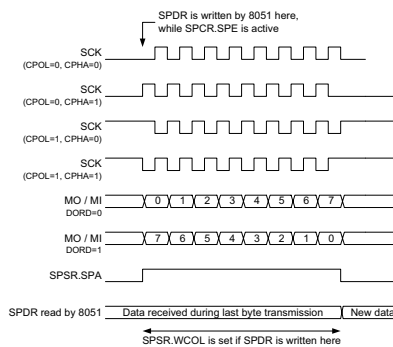 SPDR is written by 8051 here,
while SPCR.SPE is active
SCK
(CPOL=0, CPHA=0)
SCK
(CPOL=0, CPHA=1)
SCK
(CPOL=1, CPHA=0)
SCK
(CPOL=1, CPHA=1)
MO / MI 0 1 2 3 4 5 6 7
DORD=0
MO / MI 7 6 5 4 3 2 1 0
DORD=1
SPSR.SPA
SPDR read by 8051 Data received during last byte transmission New data
SPSR.WCOL is set if SPDR is written here